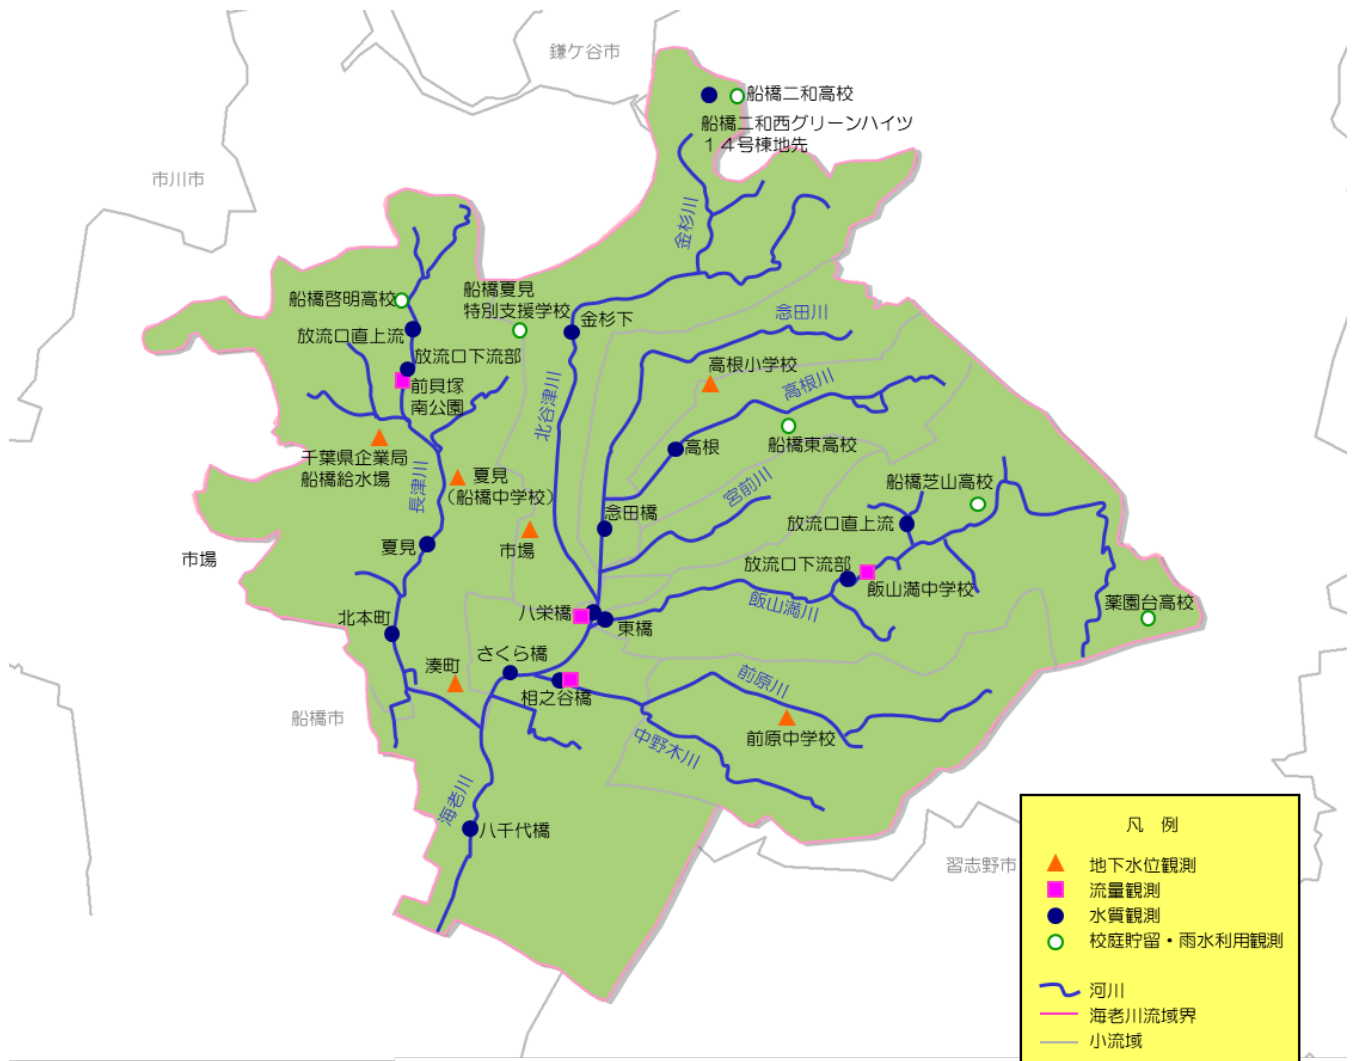 鎌ケ谷市
船橋二和高校
船橋二和西グリーンハイツ
１４号棟地先
市川市
金杉川
船橋啓明高校
船橋夏見
特別支援学校
金杉下
念田川
放流口直上流
放流口下流部
前貝塚
南公園
高根小学校
高根川
北谷津川
船橋東高校
高根
千葉県企業局
船橋給水場
長津川
夏見
（船橋中学校）
宮前川
船橋芝山高校
念田橋
放流口直上流
市場
夏見
市場
放流口下流部
飯山満中学校
飯山満川
薬園台高校
八栄橋
東橋
北本町
さくら橋
湊町
相之谷橋
前原川
船橋市
前原中学校
中野木川
海老川
八千代橋
習志野市
凡 例
地下水位観測
流量観測
水質観測
校庭貯留・雨水利用観測
河川
海老川流域界
小流域